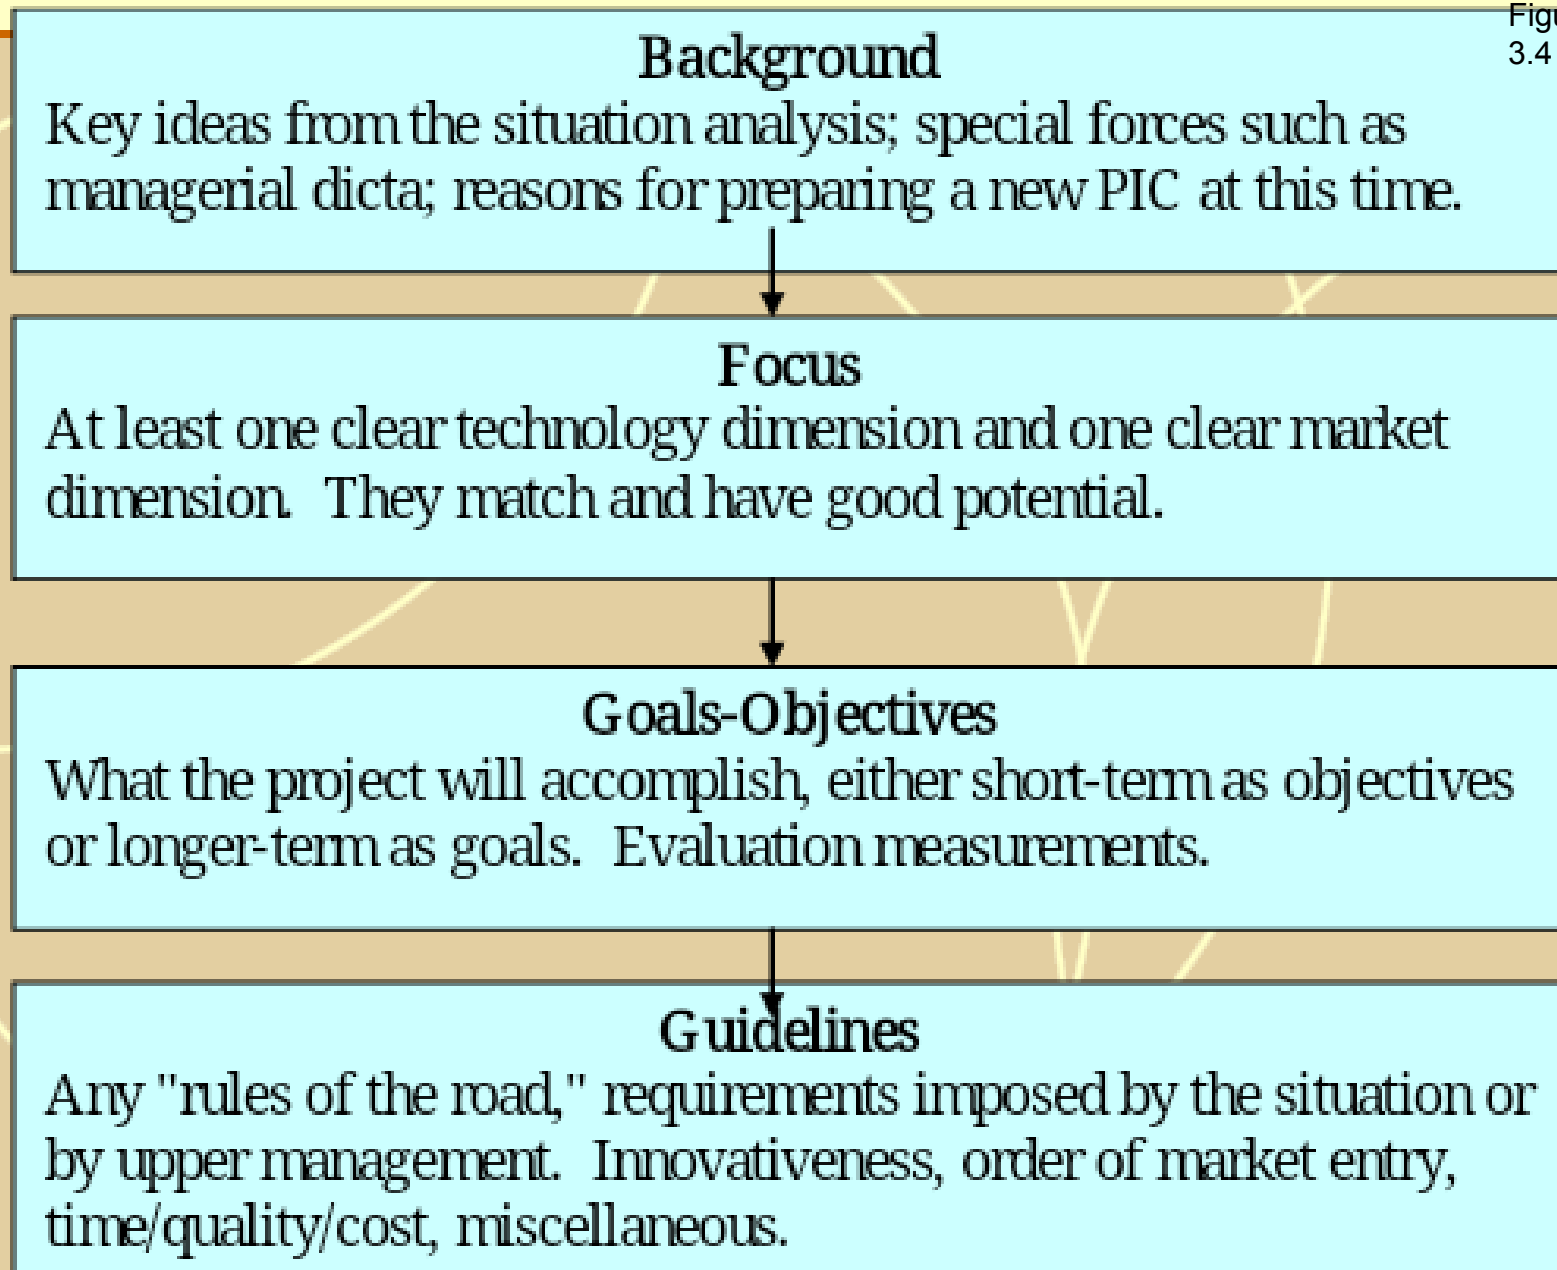 3.4
Background
Key ideas from the situation analysis; special forces such as
managerial dicta; reasons for preparing a new PIC at this time.
Focus
At least one clear technology dimension and one clear market
dimension. They match and have good potential.
Goals-Objectives
What the project will accomplish, either short-term as objectives
or longer-term as goals. Evaluation measurements.
Guidelines
Any "rules of the road," requirements imposed by the situation or
by upper management. Innovativeness, order of market entry,
time/quality/cost, miscellaneous.